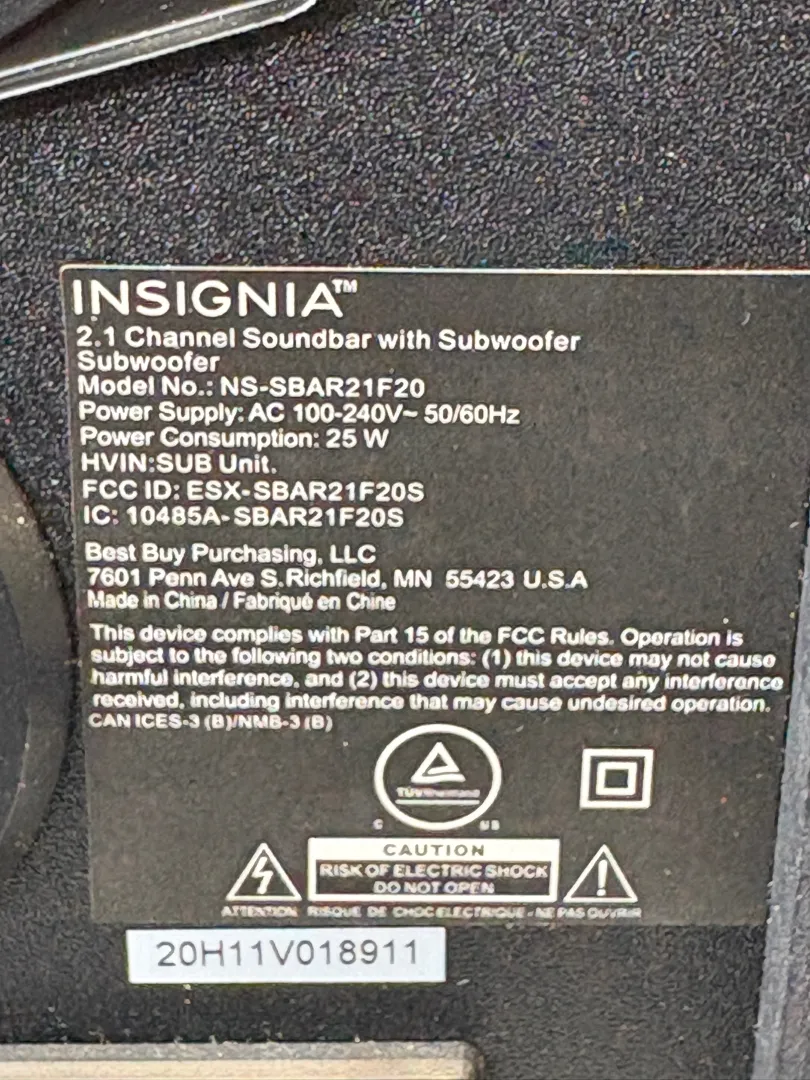 INSIGNIA™
2.1 Channel Soundbar with Subwoofer
Subwoofer
Model No.: NS-SBAR21F20
Power Supply: AC 100-240V~ 50/60Hz
Power Consumption: 25 W
HVIN:SUB Unit.
FCC ID: ESX-SBAR21F20S
IC: 10485A-SBAR21F20S
Best Buy Purchasing, LLC
7601 Penn Ave S.Richfield, MN 55423 U.S.A
Made in China / Fabriqué en Chine
This device complies with Part 15 of the FCC Rules. Operation is
subject to the following two conditions: (1) this device may not cause
harmful interference, and (2) this device must accept any interference
received, including interference that may cause undesired operation.
CAN ICES-3 (B)/NMB-3 (B)
TÜVRheinland
C US
CAUTION
RISK OF ELECTRIC SHOCK
DO NOT OPEN
ATTENTION RISQUE DE CHOC ELECTRIQUE - NE PAS OUVRIR
20H11V018911